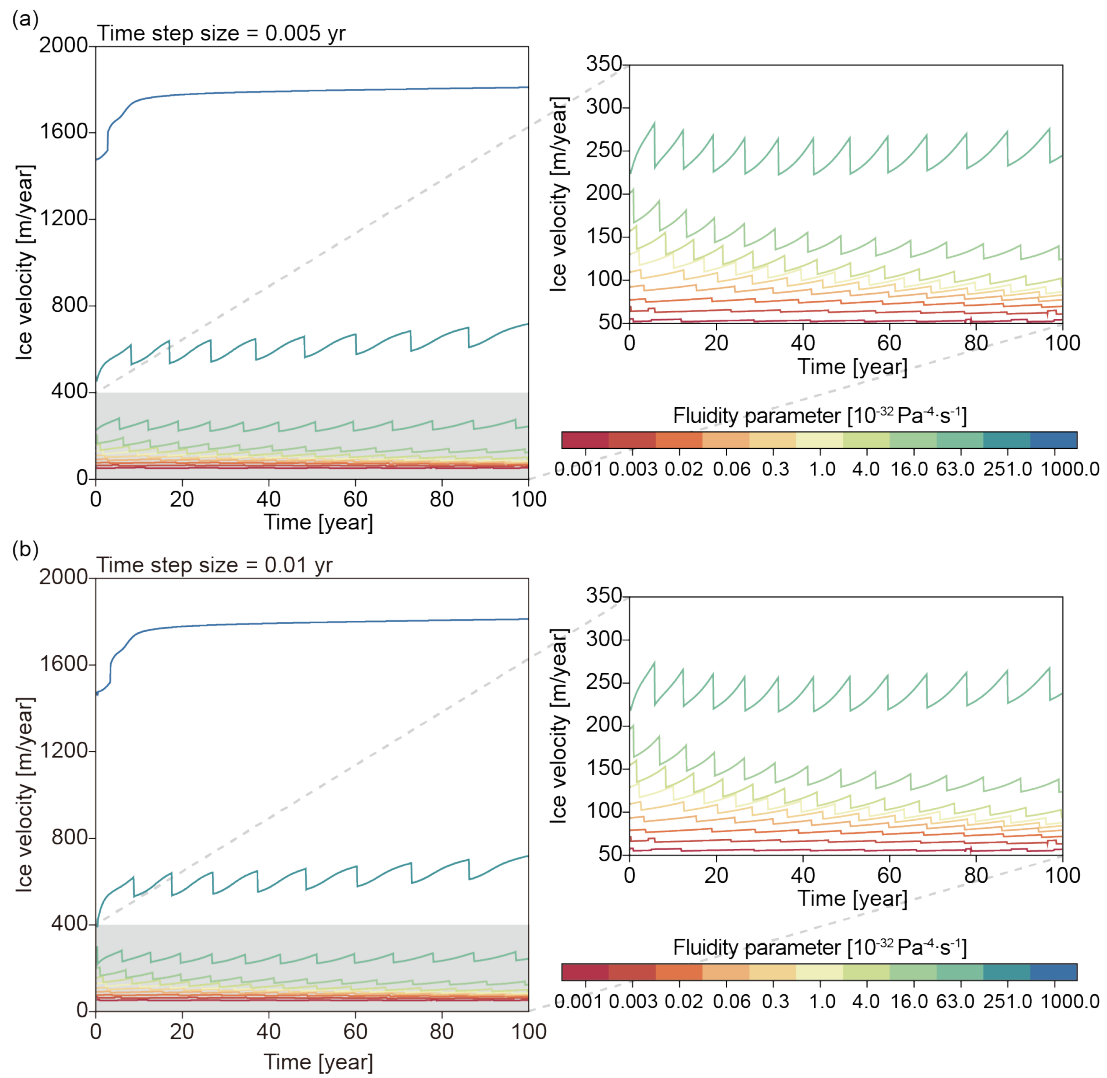 (a)
Time step size = 0.005 yr
2000
1600
1200
800
400
0
Ice velocity [m/year]
0 20 40 60 80 100
Time [year]
350
300
250
200
150
100
50
Ice velocity [m/year]
0 20 40 60 80 100
Time [year]
Fluidity parameter [10⁻³² Pa⁻⁴·s⁻¹]
0.001 0.003 0.02 0.06 0.3 1.0 4.0 16.0 63.0 251.0 1000.0
(b)
Time step size = 0.01 yr
2000
1600
1200
800
400
0
Ice velocity [m/year]
0 20 40 60 80 100
Time [year]
350
300
250
200
150
100
50
Ice velocity [m/year]
0 20 40 60 80 100
Time [year]
Fluidity parameter [10⁻³² Pa⁻⁴·s⁻¹]
0.001 0.003 0.02 0.06 0.3 1.0 4.0 16.0 63.0 251.0 1000.0